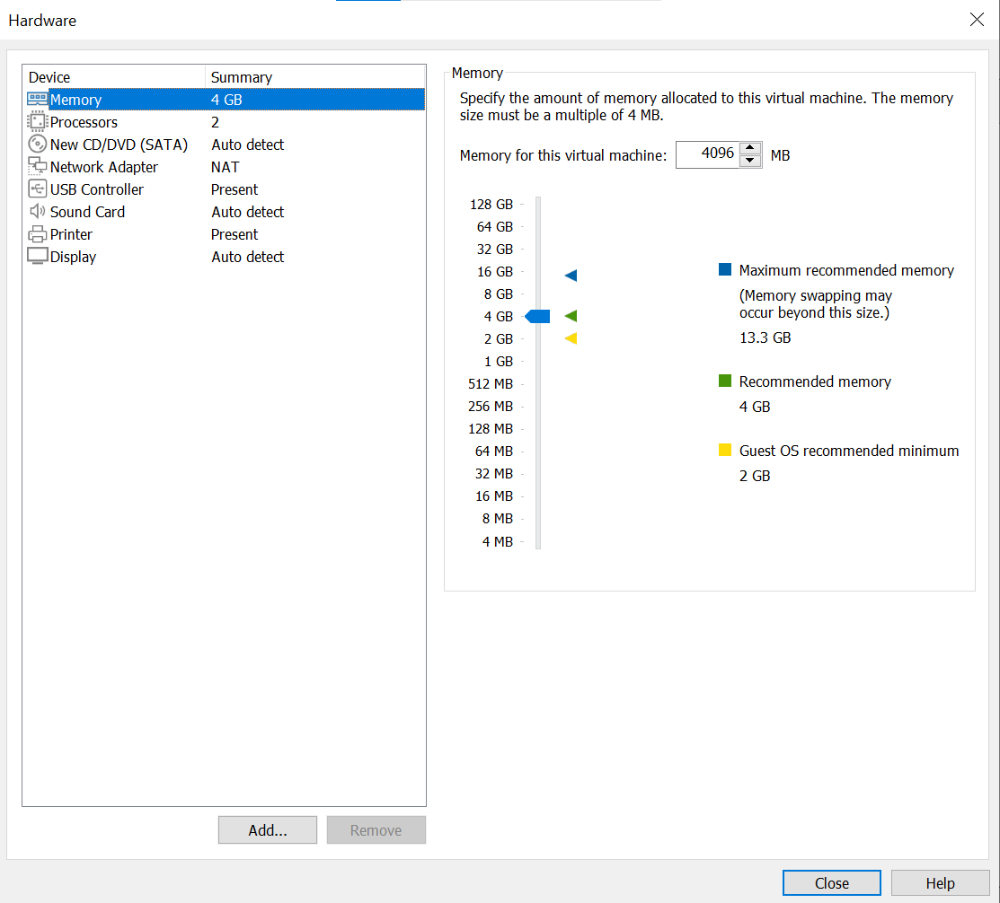 Hardware
Device Summary
Memory 4 GB
Processors 2
New CD/DVD (SATA) Auto detect
Network Adapter NAT
USB Controller Present
Sound Card Auto detect
Printer Present
Display Auto detect
Add...
Remove
Memory
Specify the amount of memory allocated to this virtual machine. The memory
size must be a multiple of 4 MB.
Memory for this virtual machine: 4096 MB
128 GB
64 GB
32 GB
16 GB
8 GB
4 GB
2 GB
1 GB
512 MB
256 MB
128 MB
64 MB
32 MB
16 MB
8 MB
4 MB
Maximum recommended memory
(Memory swapping may
occur beyond this size.)
13.3 GB
Recommended memory
4 GB
Guest OS recommended minimum
2 GB
Close
Help